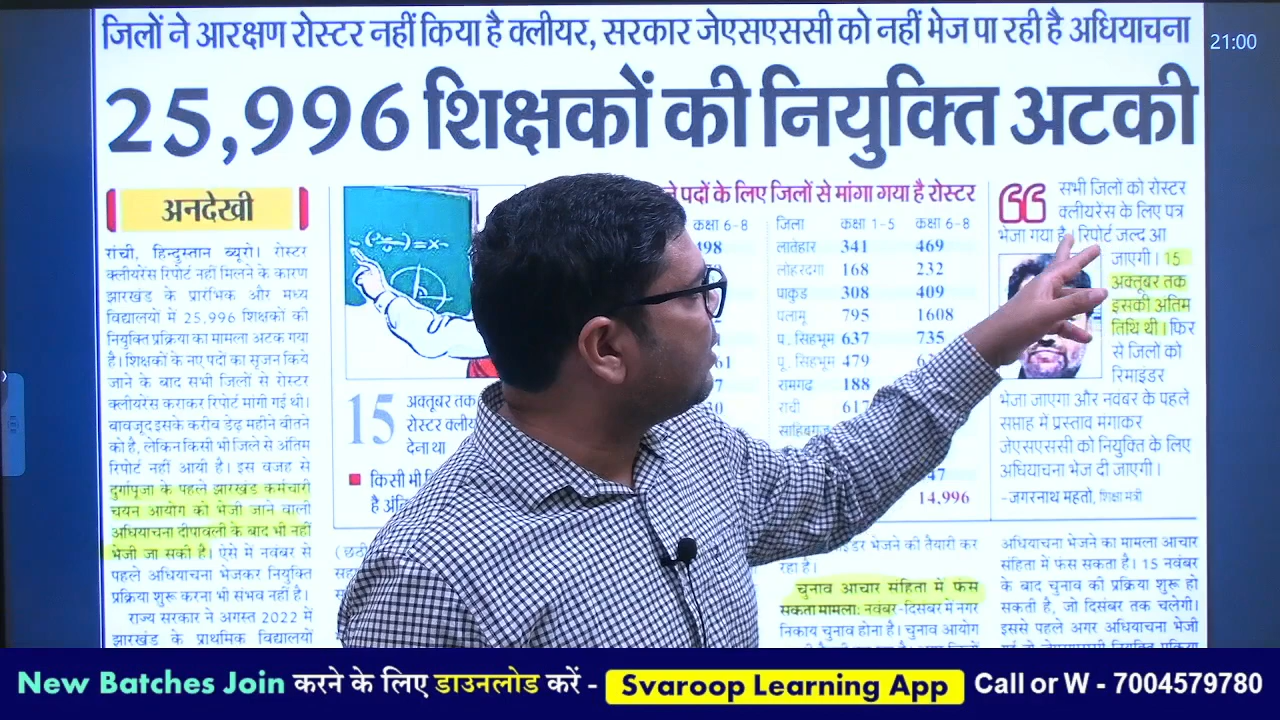 जिलों ने आरक्षण रोस्टर नहीं किया है क्लीयर, सरकार जेएसएससी को नहीं भेज पा रही है अधियाचना
21:00
25,996 शिक्षकों की नियुक्ति अटकी
अनदेखी
रांची, हिन्दुस्तान ब्यूरो। रोस्टर
क्लीयरेंस रिपोर्ट नहीं मिलने के कारण
झारखंड के प्रारंभिक और मध्य
विद्यालयों में 25,996 शिक्षकों की
नियुक्ति प्रक्रिया का मामला अटक गया
है। शिक्षकों के नए पदों का सृजन किये
जाने के बाद सभी जिलों से रोस्टर
क्लीयरेंस कराकर रिपोर्ट मांगी गई थी।
बावजूद इसके करीब डेढ़ महीने बीतने
को है, लेकिन किसी भी जिले से अंतिम
रिपोर्ट नहीं आयी है। इस वजह से
दुर्गापूजा के पहले झारखंड कर्मचारी
चयन आयोग को भेजी जाने वाली
अधियाचना दीपावली के बाद भी नहीं
भेजी जा सकी है। ऐसे में नवंबर से
पहले अधियाचना भेजकर नियुक्ति
प्रक्रिया शुरू करना भी संभव नहीं है।
राज्य सरकार ने अगस्त 2022 में
झारखंड के प्राथमिक विद्यालयों
15 अक्तूबर तक
रोस्टर क्लीय
देना था
किसी भी
(छठी
पदों के लिए जिलों से मांगा गया है रोस्टर
कक्षा 6-8
जिला कक्षा 1-5 कक्षा 6-8
लातेहार 341 469
लोहरदगा 168 232
पाकुड 308 409
पलामू 795 1608
प. सिंहभूम 637 735
पू. सिंहभूम 479
रामगढ 188
रांची 617
साहिबगंज
14,996
सभी जिलों को रोस्टर
क्लीयरेंस के लिए पत्र
भेजा गया है। रिपोर्ट जल्द आ
जाएगी। 15
अक्तूबर तक
इसकी अंतिम
तिथि थी। फिर
से जिलों को
रिमाइंडर
भेजा जाएगा और नवंबर के पहले
सप्ताह में प्रस्ताव मंगाकर
जेएसएससी को नियुक्ति के लिए
अधियाचना भेज दी जाएगी।
-जगरनाथ महतो, शिक्षा मंत्री
भेजने की तैयारी कर
रहा है।
चुनाव आचार संहिता में फंस
सकता मामला: नवंबर-दिसंबर में नगर
निकाय चुनाव होना है। चुनाव आयोग
अधियाचना भेजने का मामला आचार
संहिता में फंस सकता है। 15 नवंबर
के बाद चुनाव की प्रक्रिया शुरू हो
सकती है, जो दिसंबर तक चलेगी।
इससे पहले अगर अधियाचना भेजी
New Batches Join करने के लिए डाउनलोड करें - Svaroop Learning App Call or W - 7004579780